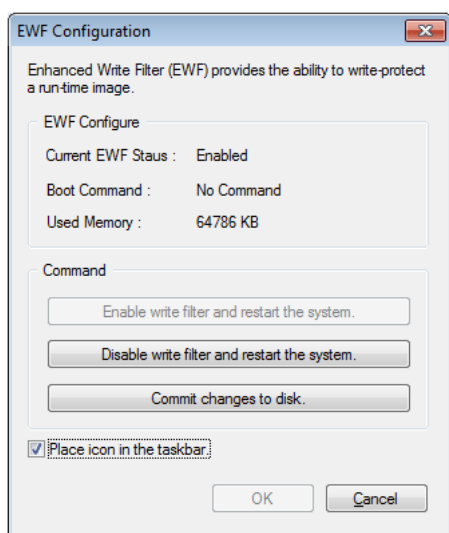 EWF Configuration
Enhanced Write Filter (EWF) provides the ability to write-protect
a run-time image.
EWF Configure
Current EWF Staus : Enabled
Boot Command : No Command
Used Memory : 64786 KB
Command
Enable write filter and restart the system.
Disable write filter and restart the system.
Commit changes to disk.
Place icon in the taskbar.
OK Cancel